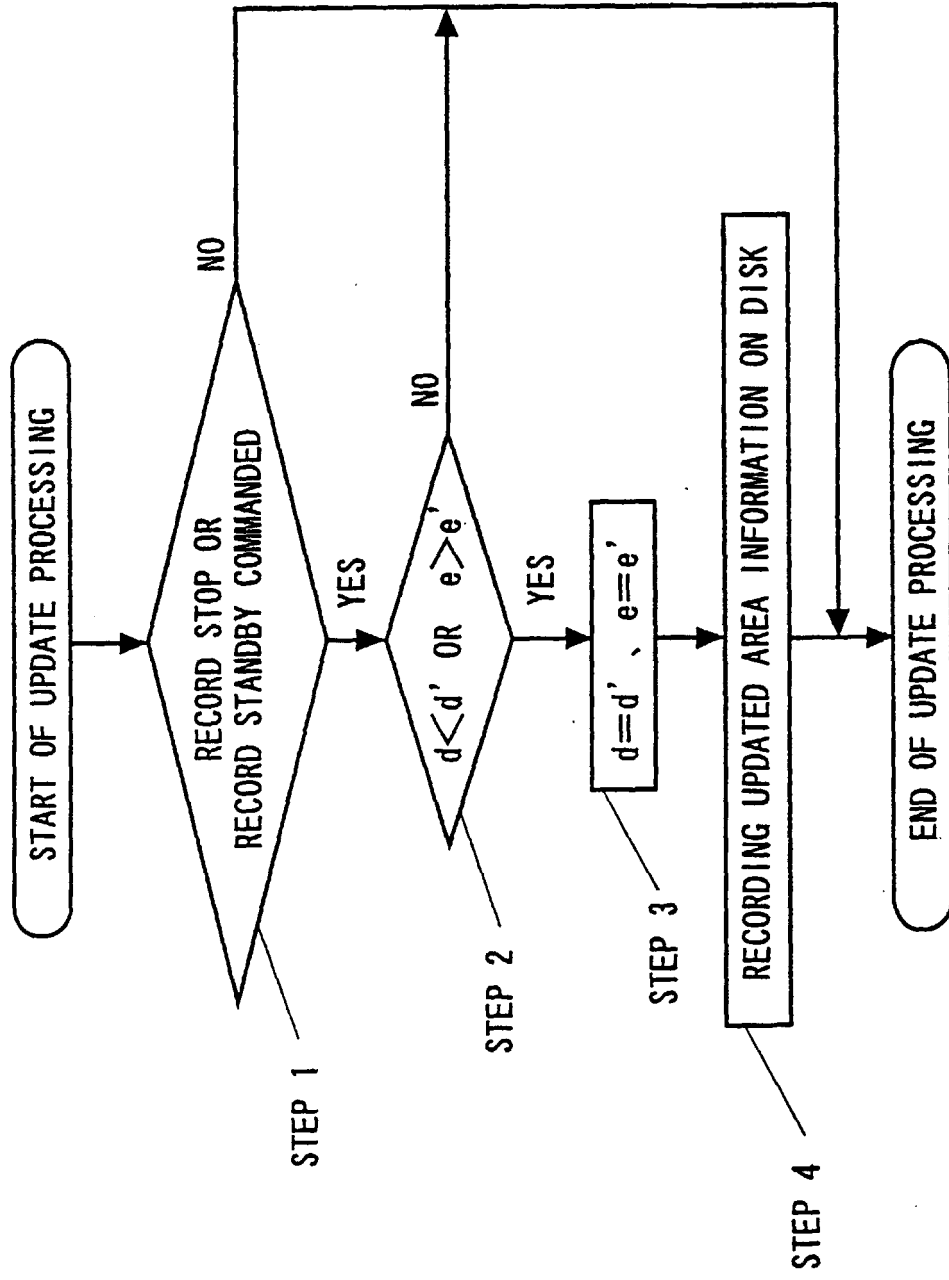 START OF UPDATE PROCESSING
RECORD STOP OR
RECORD STANDBY COMMANDED
NO
STEP 1
YES
d<d' OR e>e'
NO
STEP 2
YES
d==d'、e==e'
STEP 3
RECORDING UPDATED AREA INFORMATION ON DISK
STEP 4
END OF UPDATE PROCESSING